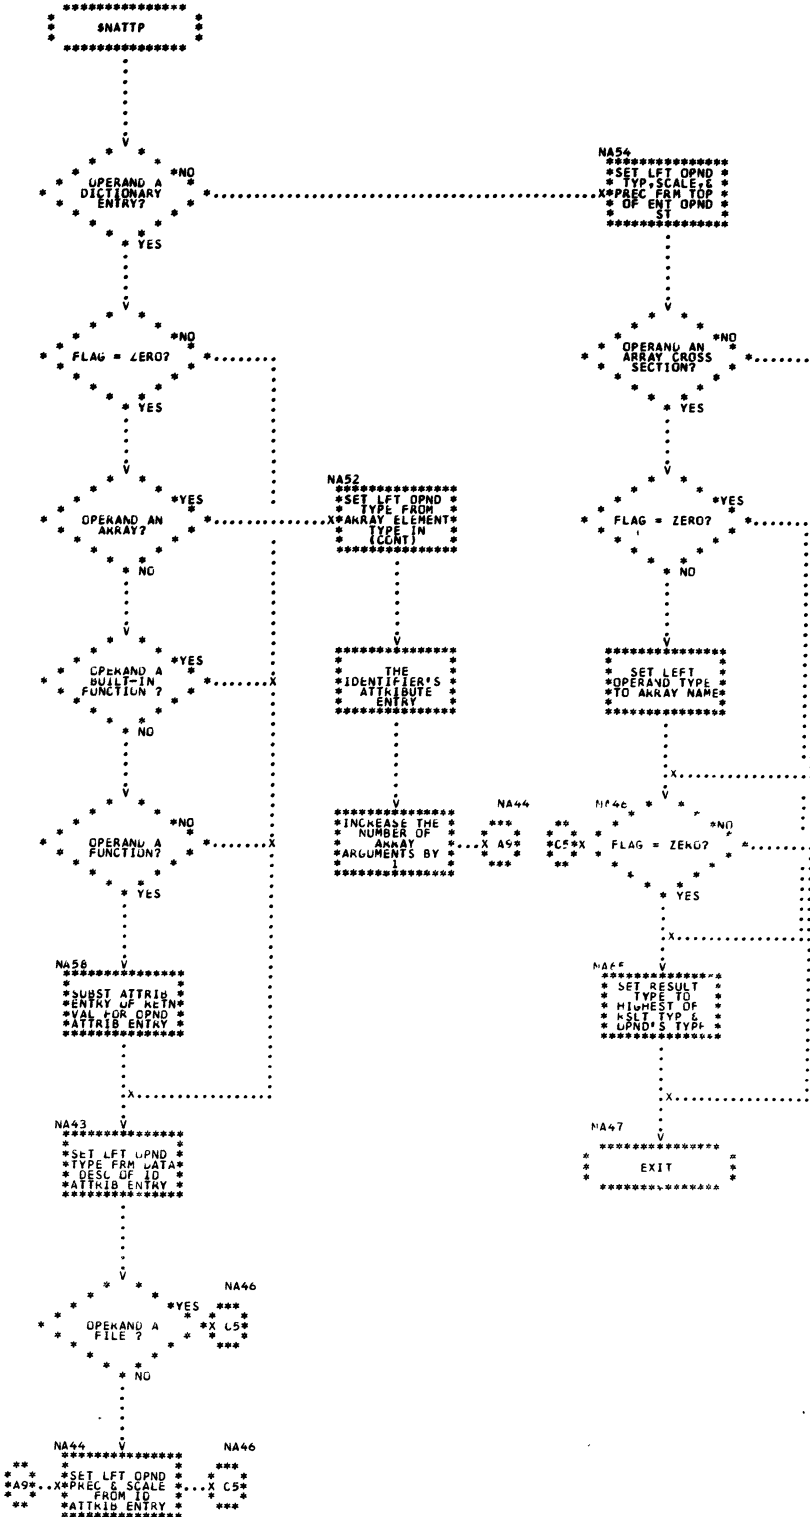 $NATTP
OPERAND A
DICTIONARY
ENTRY?
NO
YES
FLAG = ZERO?
NO
YES
OPERAND AN
ARRAY?
YES
NO
OPERAND A
BUILT-IN
FUNCTION ?
YES
NO
OPERAND A
FUNCTION?
NO
YES
NA58
SUBST ATTRIB
ENTRY OF RETN
VAL FOR OPND
ATTRIB ENTRY
NA43
SET LFT OPND
TYPE FRM DATA
DESC OF ID
ATTRIB ENTRY
OPERAND A
FILE ?
YES
NA46
C5
NO
NA44
A9
SET LFT OPND
PREC & SCALE
FROM ID
ATTRIB ENTRY
NA46
C5
NA52
SET LFT OPND
TYPE FROM
ARRAY ELEMENT
TYPE IN
(CONT)
THE
IDENTIFIER'S
ATTRIBUTE
ENTRY
INCREASE THE
NUMBER OF
ARRAY
ARGUMENTS BY
1
NA44
A9
NA54
SET LFT OPND
TYP,SCALE,&
PREC FRM TOP
OF ENT OPND
ST
OPERAND AN
ARRAY CROSS
SECTION?
NO
YES
FLAG = ZERO?
YES
NO
SET LEFT
OPERAND TYPE
TO ARRAY NAME
C5
NA46
FLAG = ZERO?
NO
YES
SET RESULT
TYPE TO
HIGHEST OF
RSLT TYP &
OPND'S TYPE
NA47
EXIT